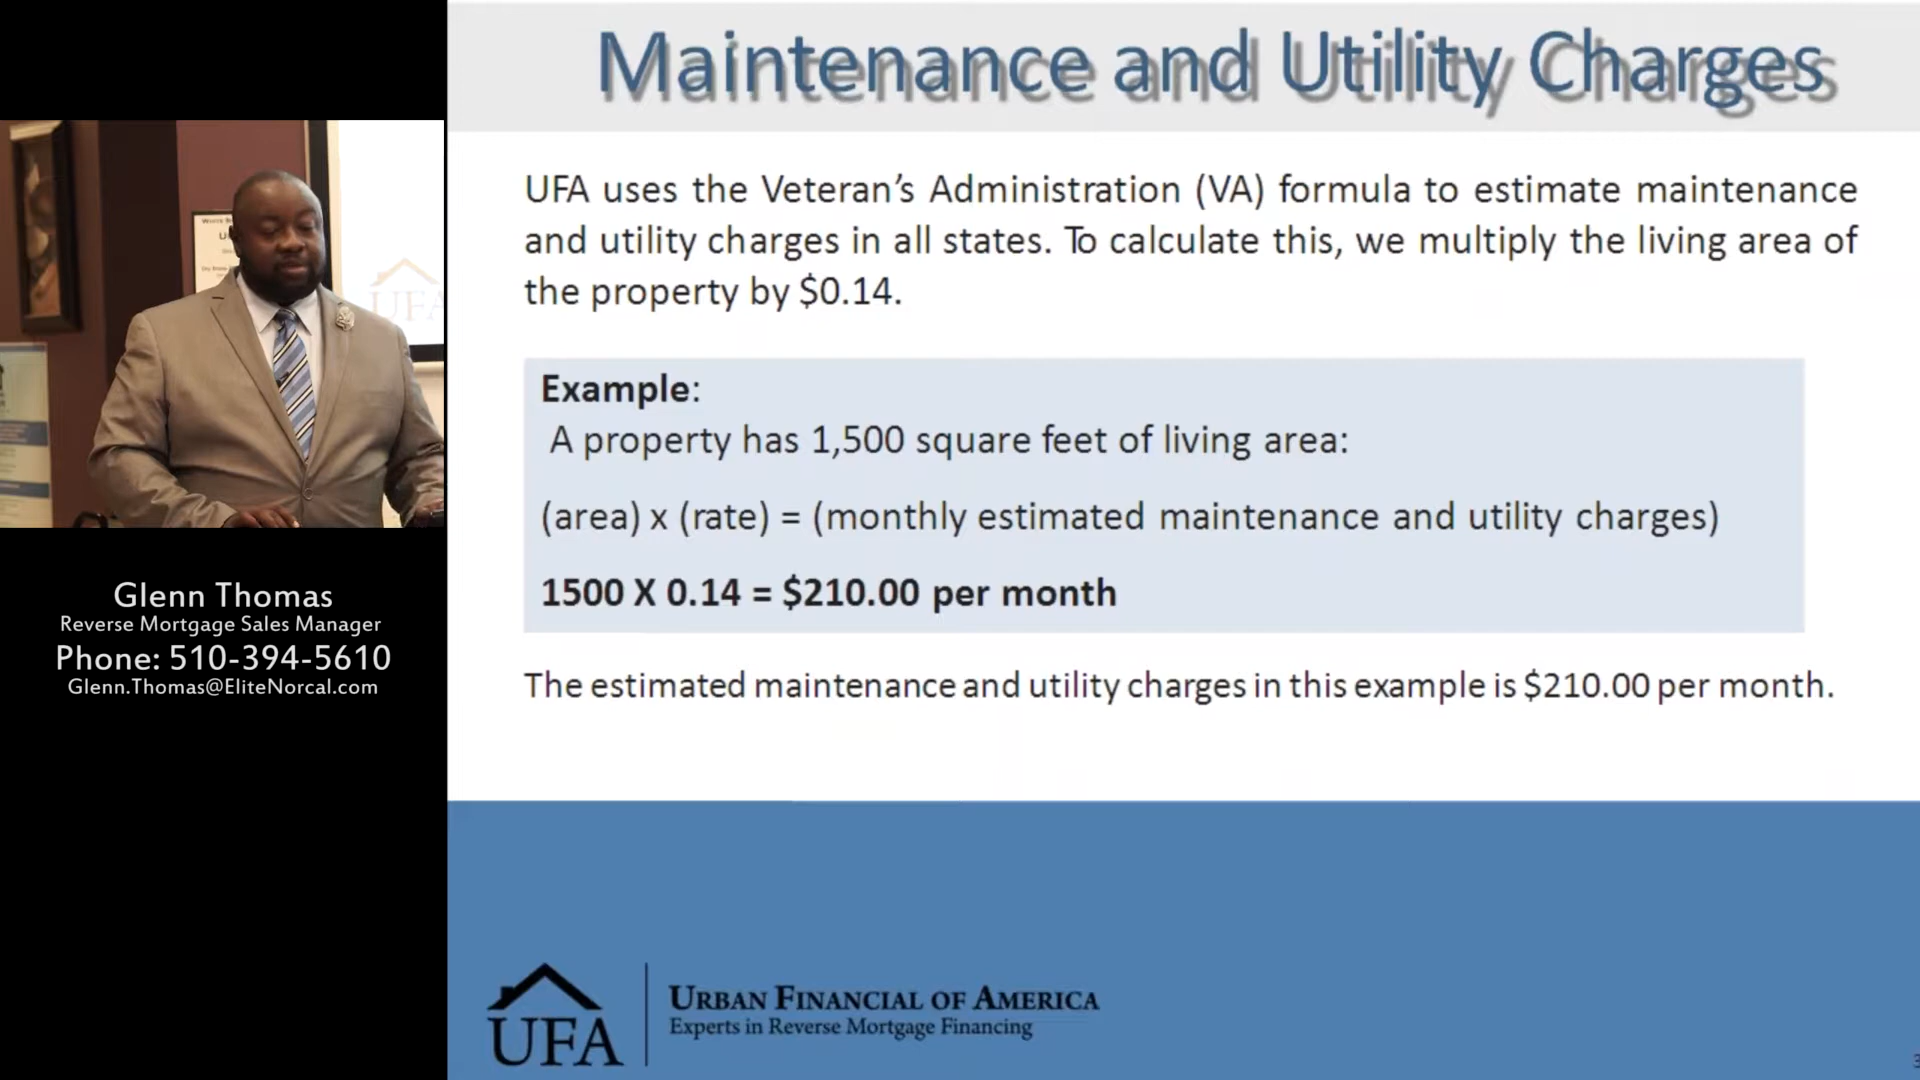 Maintenance and Utility Charges
UFA uses the Veteran’s Administration (VA) formula to estimate maintenance
and utility charges in all states. To calculate this, we multiply the living area of
the property by $0.14.
Example:
A property has 1,500 square feet of living area:
(area) x (rate) = (monthly estimated maintenance and utility charges)
1500 X 0.14 = $210.00 per month
The estimated maintenance and utility charges in this example is $210.00 per month.
UFA
Glenn Thomas
Reverse Mortgage Sales Manager
Phone: 510-394-5610
Glenn.Thomas@EliteNorcal.com
UFA
URBAN FINANCIAL OF AMERICA
Experts in Reverse Mortgage Financing